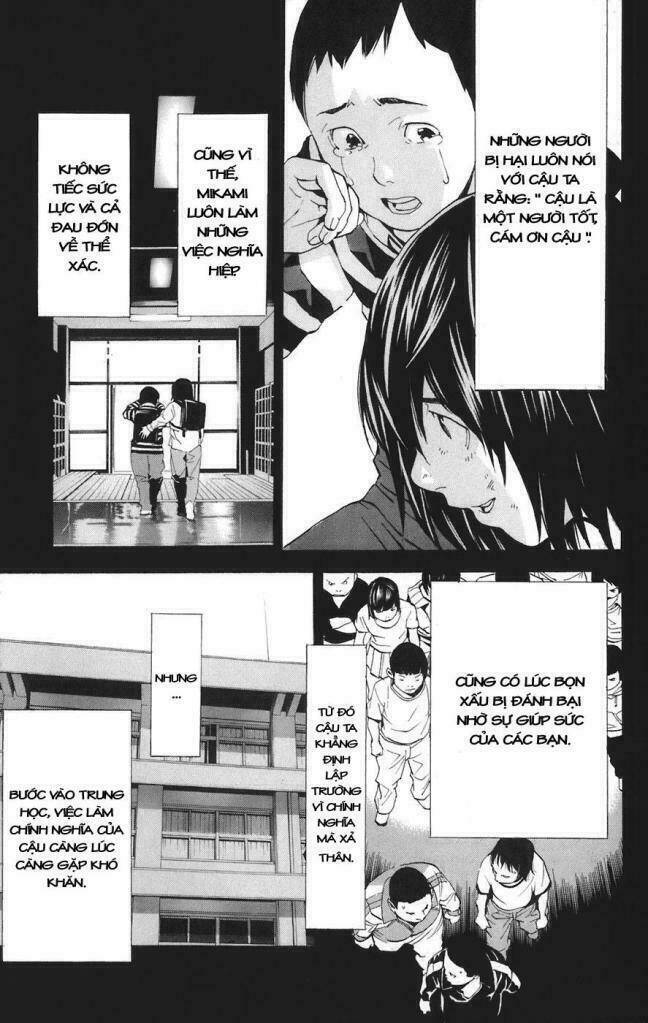 NHỮNG NGƯỜI
BỊ HẠI LUÔN NÓI
VỚI CẬU TA
RẰNG: " CẬU LÀ
MỘT NGƯỜI TỐT,
CÁM ƠN CẬU ".
CŨNG VÌ
THẾ,
MIKAMI
LUÔN LÀM
NHỮNG
VIỆC NGHĨA
HIỆP.
KHÔNG
TIẾC SỨC
LỰC VÀ CẢ
ĐAU ĐỚN
VỀ THỂ
XÁC.
CŨNG CÓ LÚC BỌN
XẤU BỊ ĐÁNH BẠI
NHỜ SỰ GIÚP SỨC
CỦA CÁC BẠN.
TỪ ĐÓ
CẬU TA
KHẲNG
ĐỊNH LẬP
TRƯỜNG
VÌ CHÍNH
NGHĨA
MÀ XẢ
THÂN.
NHƯNG
...
BƯỚC VÀO TRUNG
HỌC, VIỆC LÀM
CHÍNH NGHĨA CỦA
CẬU CÀNG LÚC
CÀNG GẶP KHÓ
KHĂN.